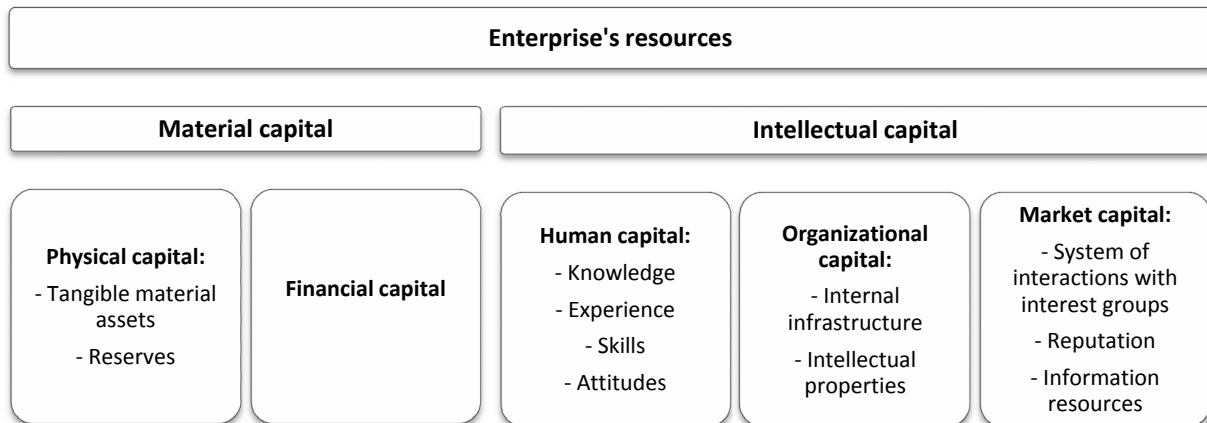 Enterprise's resources
Material capital
Intellectual capital
Physical capital:
- Tangible material
assets
- Reserves
Financial capital
Human capital:
- Knowledge
- Experience
- Skills
- Attitudes
Organizational
capital:
- Internal
infrastructure
- Intellectual
properties
Market capital:
- System of
interactions with
interest groups
- Reputation
- Information
resources